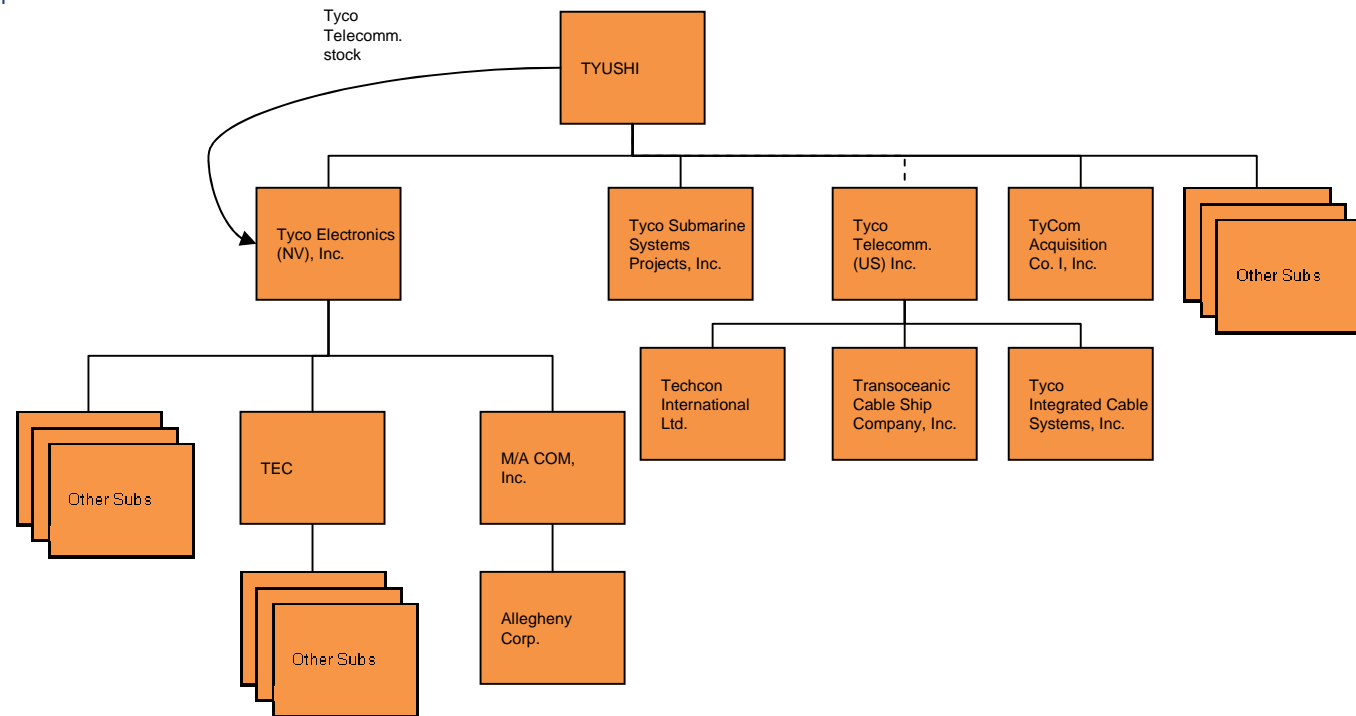 Tyco
Telecomm.
stock
TYUSHI
Tyco Electronics
(NV), Inc.
Tyco Submarine
Systems
Projects, Inc.
Tyco
Telecomm.
(US) Inc.
TyCom
Acquisition
Co. I, Inc.
Other Subs
Techcon
International
Ltd.
Transoceanic
Cable Ship
Company, Inc.
Tyco
Integrated Cable
Systems, Inc.
Other Subs
TEC
M/A COM,
Inc.
Other Subs
Allegheny
Corp.